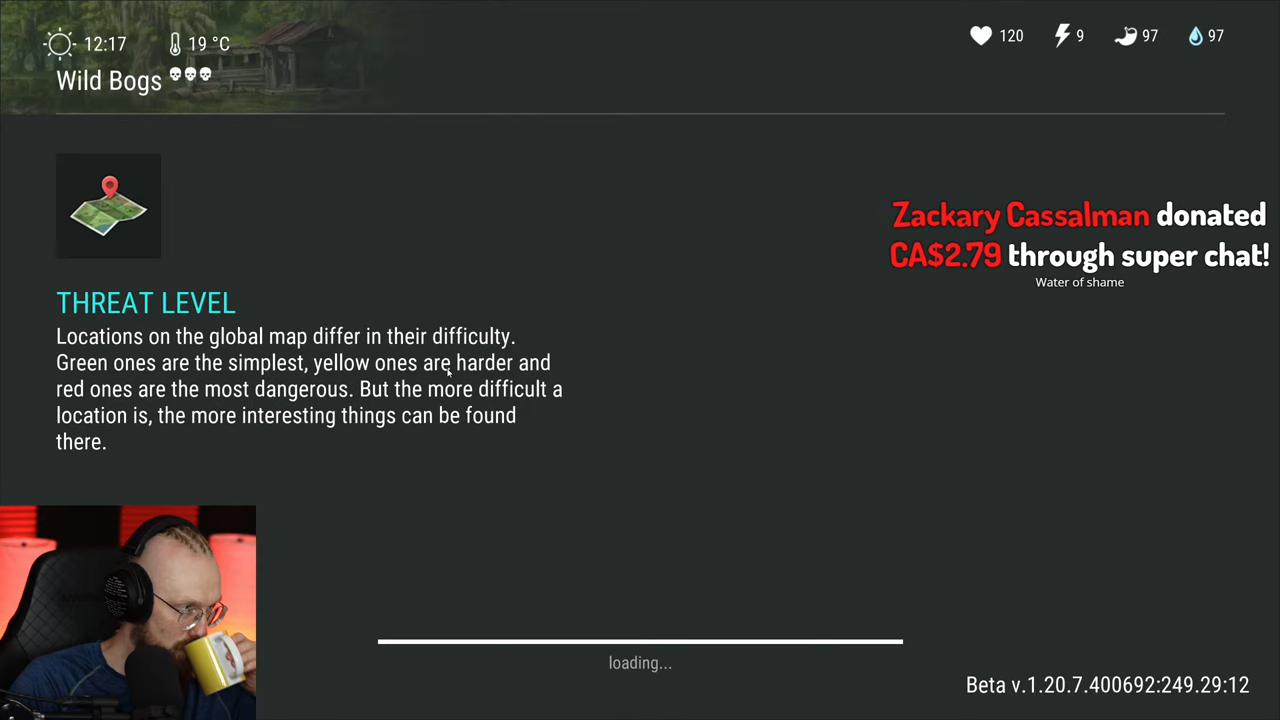 12:17
19 °C
Wild Bogs
120
9
97
97
Zackary Cassalman donated
CA$2.79 through super chat!
Water of shame
THREAT LEVEL
Locations on the global map differ in their difficulty.
Green ones are the simplest, yellow ones are harder and
red ones are the most dangerous. But the more difficult a
location is, the more interesting things can be found
there.
loading...
Beta v.1.20.7.400692:249.29:12